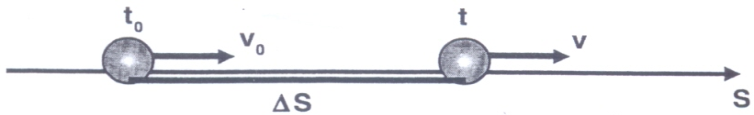 t₀ t
v₀ v
ΔS S